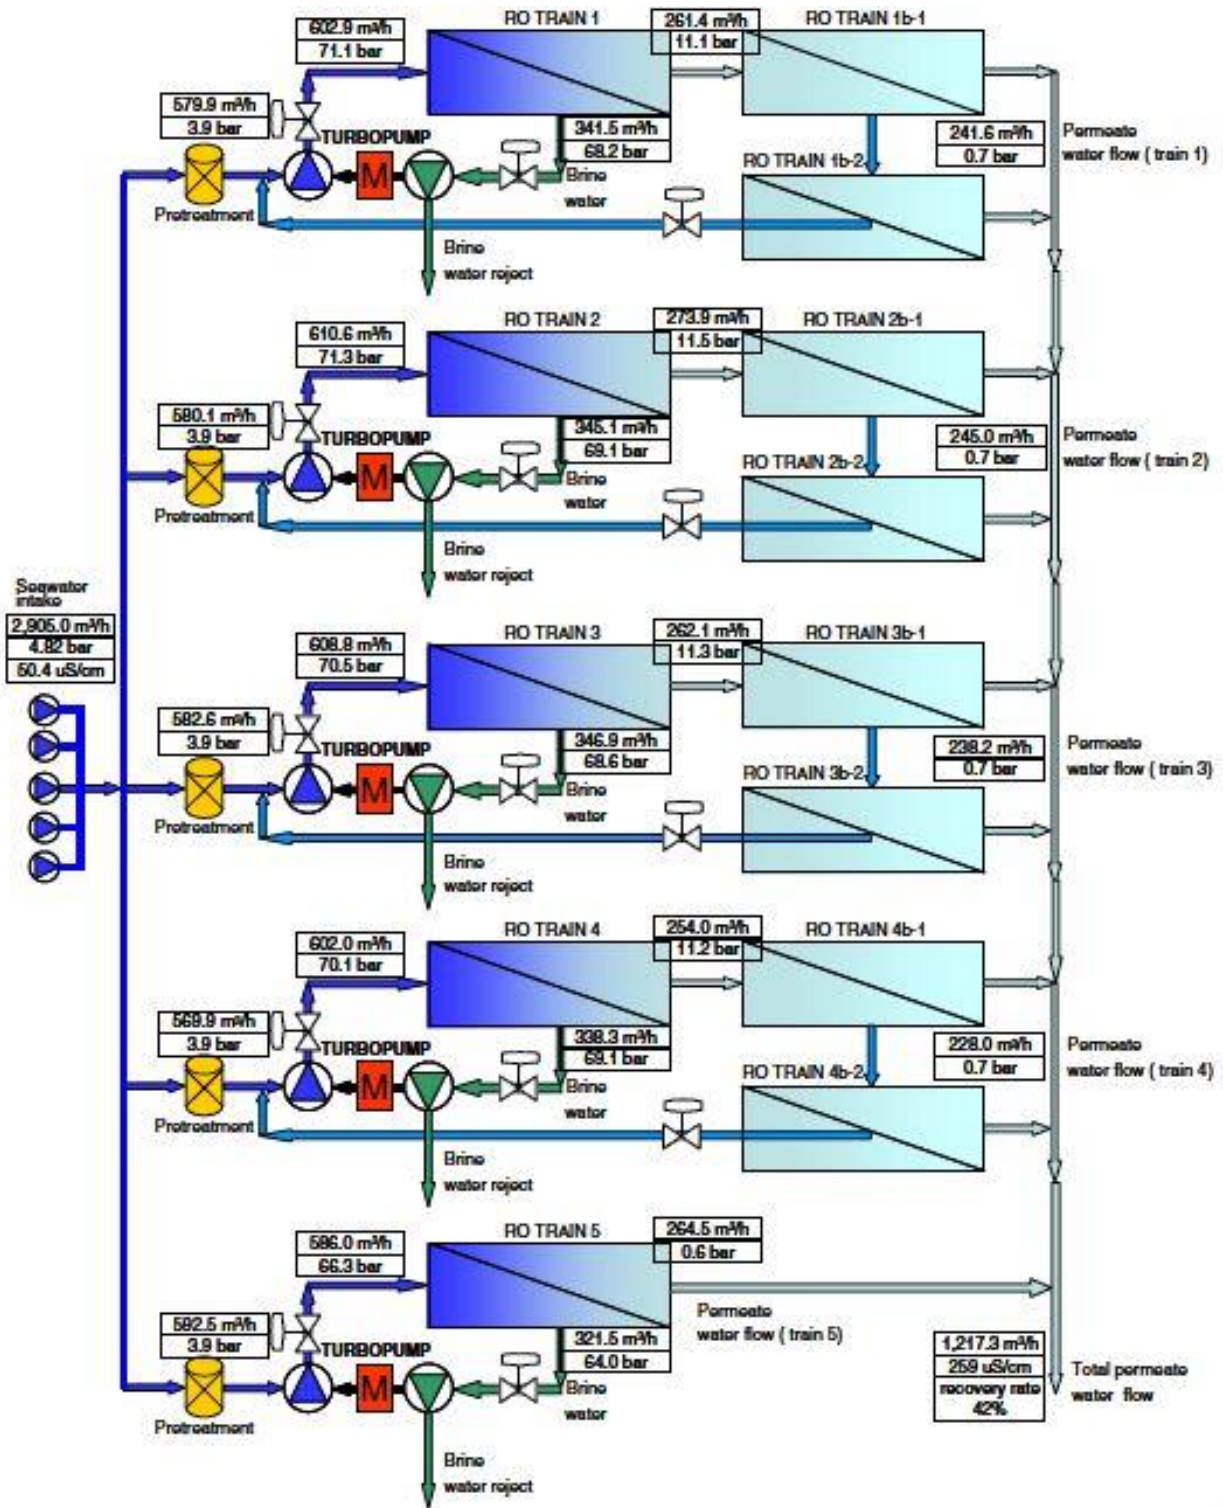 RO TRAIN 1
RO TRAIN 1b-1
602.9 m³/h
71.1 bar
261.4 m³/h
11.1 bar
579.9 m³/h
3.9 bar
TURBOPUMP
M
341.5 m³/h
68.2 bar
Brine
water
241.6 m³/h
0.7 bar
Permeate
water flow ( train 1)
RO TRAIN 1b-2
Pretreatment
Brine
water reject
RO TRAIN 2
RO TRAIN 2b-1
610.6 m³/h
71.3 bar
273.9 m³/h
11.5 bar
580.1 m³/h
3.9 bar
TURBOPUMP
M
345.1 m³/h
69.1 bar
Brine
water
245.0 m³/h
0.7 bar
Permeate
water flow ( train 2)
RO TRAIN 2b-2
Pretreatment
Brine
water reject
Seqwater
intake
2,905.0 m³/h
4.82 bar
50.4 uS/cm
RO TRAIN 3
RO TRAIN 3b-1
608.8 m³/h
70.5 bar
262.1 m³/h
11.3 bar
582.6 m³/h
3.9 bar
TURBOPUMP
M
346.9 m³/h
68.6 bar
Brine
water
238.2 m³/h
0.7 bar
Permeate
water flow ( train 3)
RO TRAIN 3b-2
Pretreatment
Brine
water reject
RO TRAIN 4
RO TRAIN 4b-1
602.0 m³/h
70.1 bar
254.0 m³/h
11.2 bar
569.9 m³/h
3.9 bar
TURBOPUMP
M
338.3 m³/h
69.1 bar
Brine
water
228.0 m³/h
0.7 bar
Permeate
water flow ( train 4)
RO TRAIN 4b-2
Pretreatment
Brine
water reject
RO TRAIN 5
586.0 m³/h
66.3 bar
264.5 m³/h
0.6 bar
592.5 m³/h
3.9 bar
TURBOPUMP
M
321.5 m³/h
64.0 bar
Brine
water
Permeate
water flow ( train 5)
1,217.3 m³/h
259 uS/cm
recovery rate
42%
Total permeate
water flow
Pretreatment
Brine
water reject